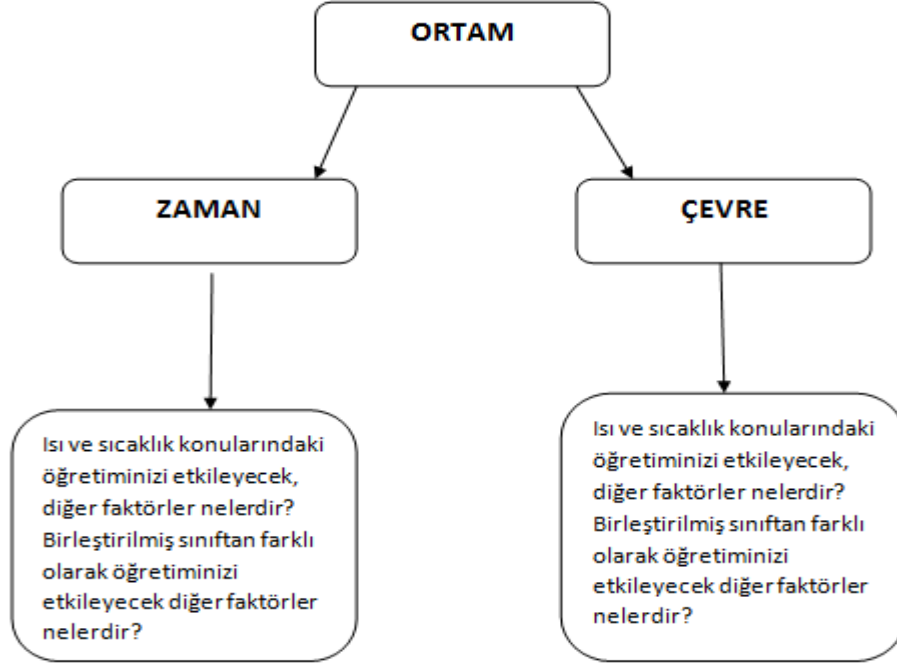 ORTAM
ZAMAN
ÇEVRE
Isı ve sıcaklık konularındaki
öğretiminizi etkileyecek,
diğer faktörler nelerdir?
Birleştirilmiş sınıftan farklı
olarak öğretiminizi
etkileyecek diğer faktörler
nelerdir?
Isı ve sıcaklık konularındaki
öğretiminizi etkileyecek,
diğer faktörler nelerdir?
Birleştirilmiş sınıftan farklı
olarak öğretiminizi
etkileyecek diğer faktörler
nelerdir?